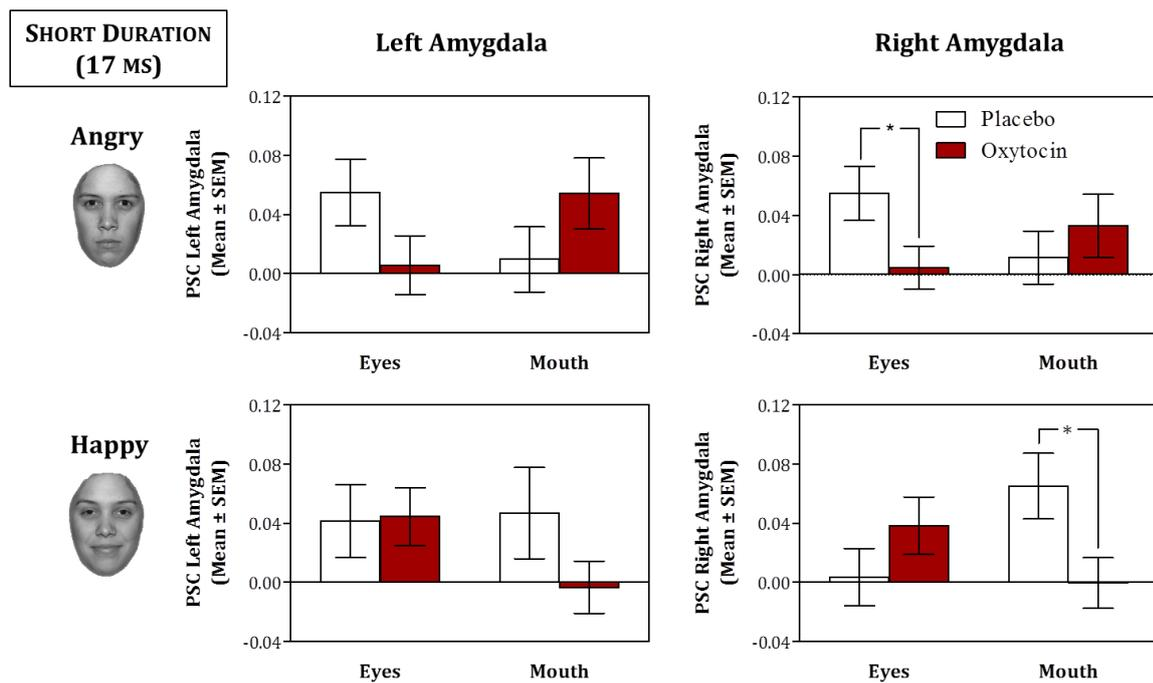 SHORT DURATION
(17 MS)
Left Amygdala
Right Amygdala
Angry
PSC Left Amygdala
(Mean ± SEM)
0.12
0.08
0.04
0.00
-0.04
Eyes
Mouth
PSC Right Amygdala
(Mean ± SEM)
0.12
0.08
0.04
0.00
-0.04
*
Placebo
Oxytocin
Eyes
Mouth
Happy
PSC Left Amygdala
(Mean ± SEM)
0.12
0.08
0.04
0.00
-0.04
Eyes
Mouth
PSC Right Amygdala
(Mean ± SEM)
0.12
0.08
0.04
0.00
-0.04
*
Eyes
Mouth